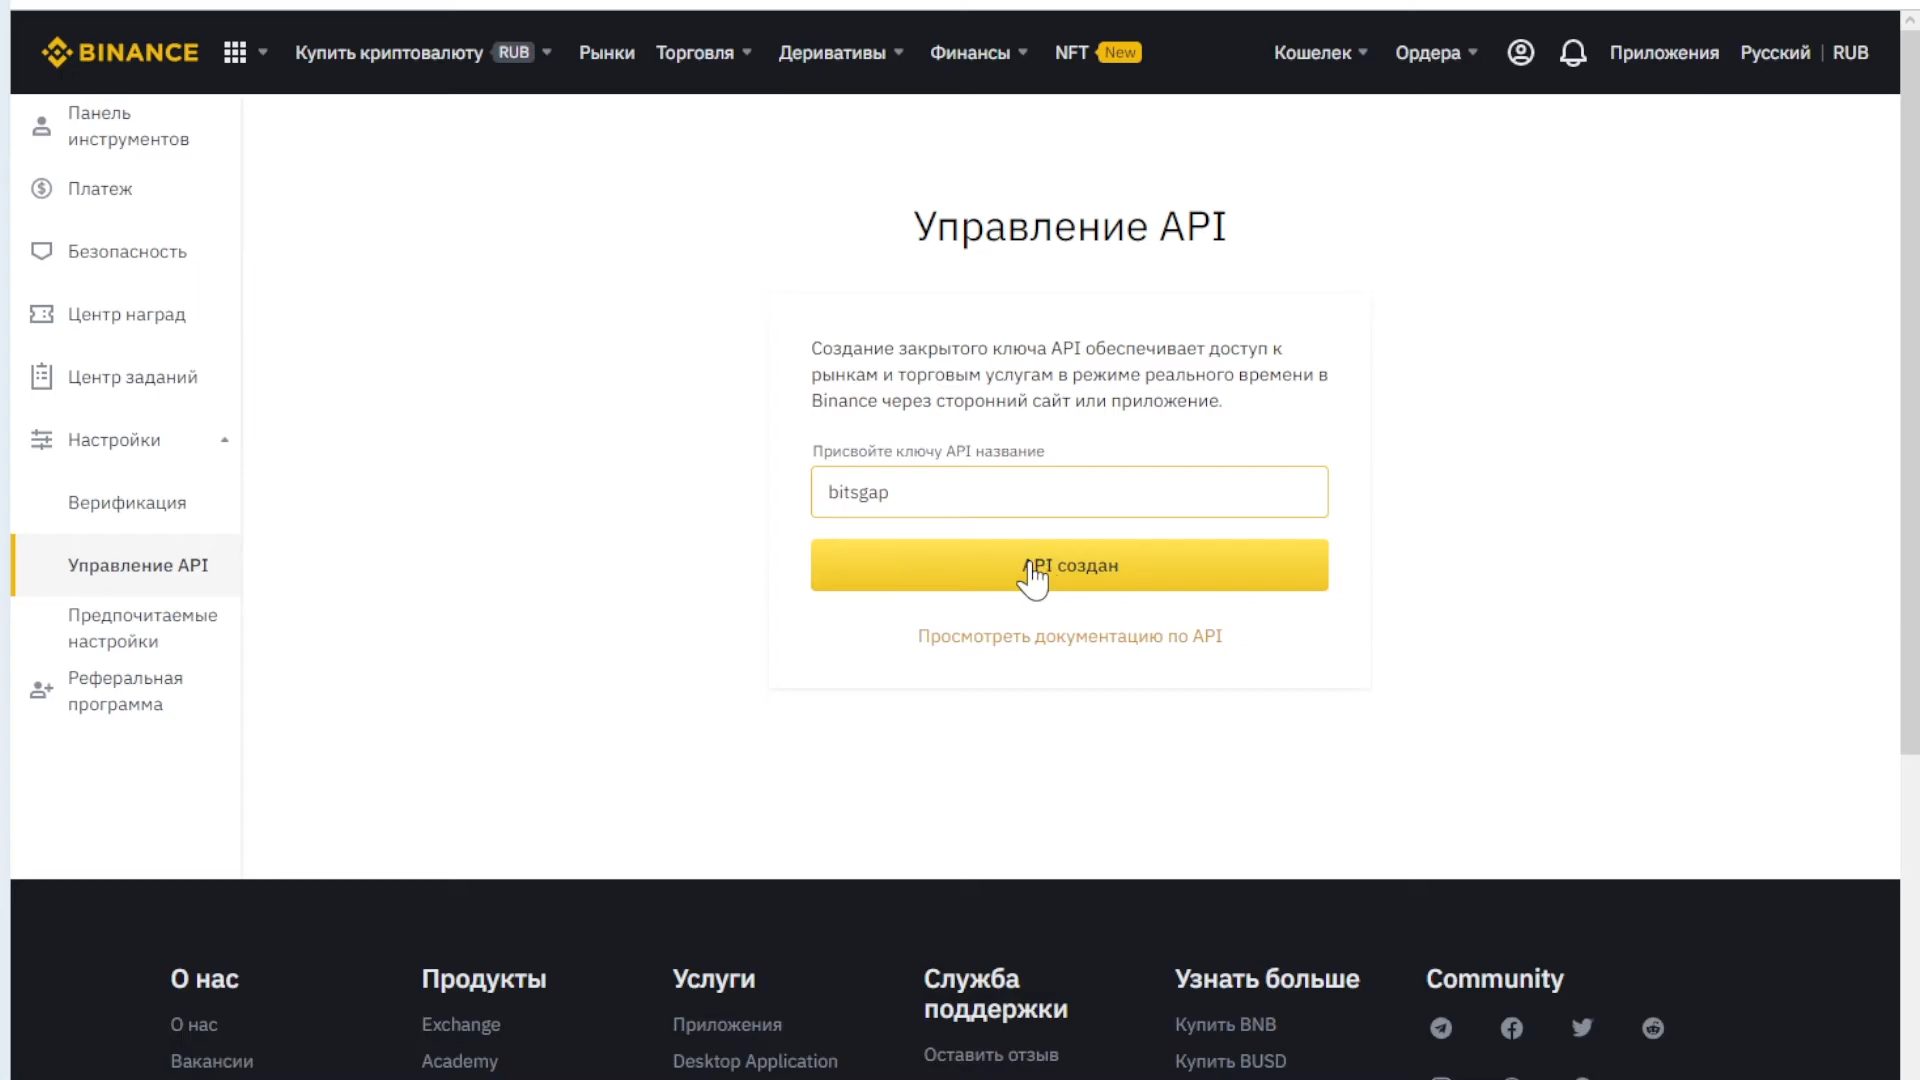 BINANCE
Купить криптовалюту RUB
Рынки
Торговля
Деривативы
Финансы
NFT New
Кошелек
Ордера
Приложения
Русский | RUB
Панель
инструментов
Платеж
Безопасность
Центр наград
Центр заданий
Настройки
Верификация
Управление API
Предпочитаемые
настройки
Реферальная
программа
Управление API
Создание закрытого ключа API обеспечивает доступ к
рынкам и торговым услугам в режиме реального времени в
Binance через сторонний сайт или приложение.
Присвойте ключу API название
bitsgap
API создан
Просмотреть документацию по API
О нас
О нас
Вакансии
Продукты
Exchange
Academy
Услуги
Приложения
Desktop Application
Служба
поддержки
Оставить отзыв
Узнать больше
Купить BNB
Купить BUSD
Community